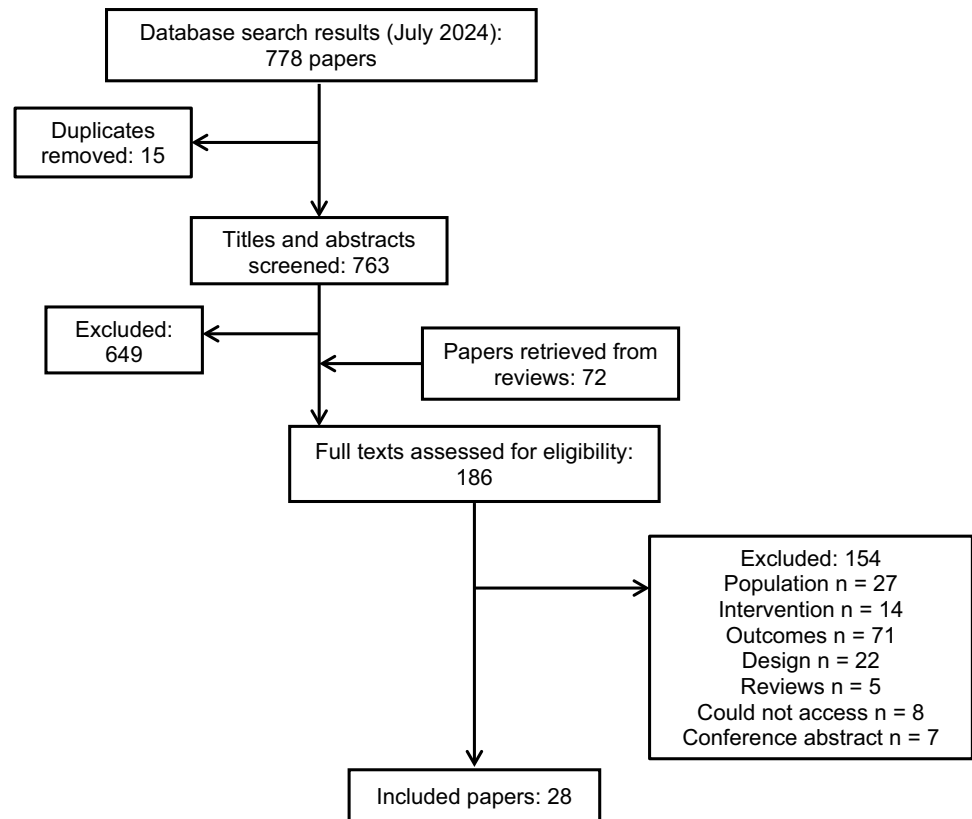 Database search results (July 2024):
778 papers
Duplicates
removed: 15
Titles and abstracts
screened: 763
Excluded:
649
Papers retrieved from
reviews: 72
Full texts assessed for eligibility:
186
Excluded: 154
Population n = 27
Intervention n = 14
Outcomes n = 71
Design n = 22
Reviews n = 5
Could not access n = 8
Conference abstract n = 7
Included papers: 28